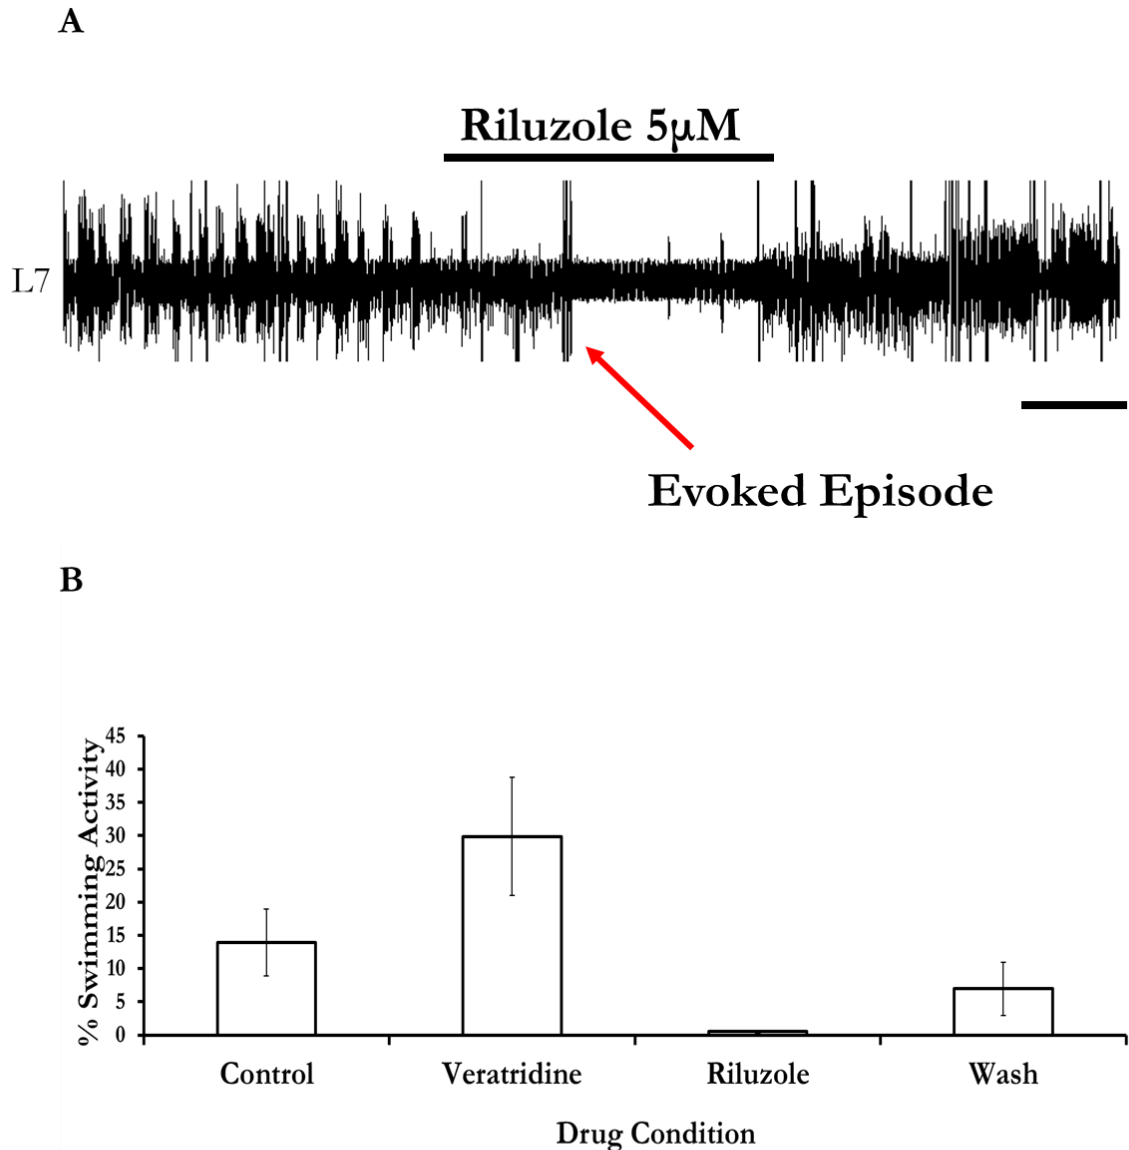 A
Riluzole 5μM
L7
Evoked Episode
B
% Swimming Activity
45
40
35
30
25
20
15
10
5
0
Control Veratridine Riluzole Wash
Drug Condition